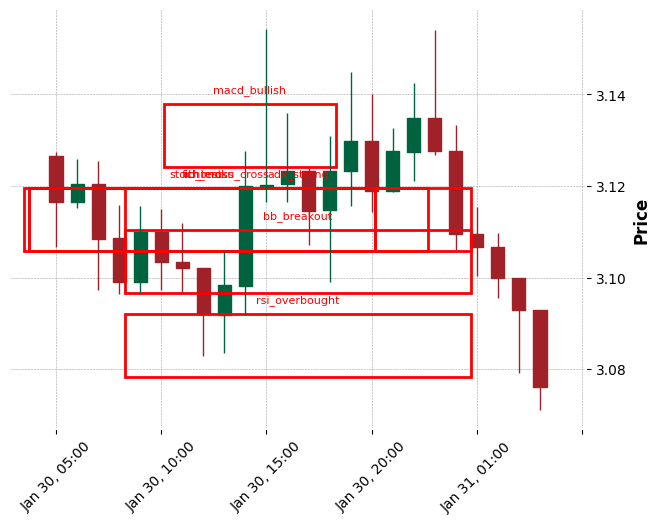 macd_bullish
bb_breakout
rsi_overbought
3.14
3.12
3.10
3.08
Price
Jan 30, 05:00
Jan 30, 10:00
Jan 30, 15:00
Jan 30, 20:00
Jan 31, 01:00